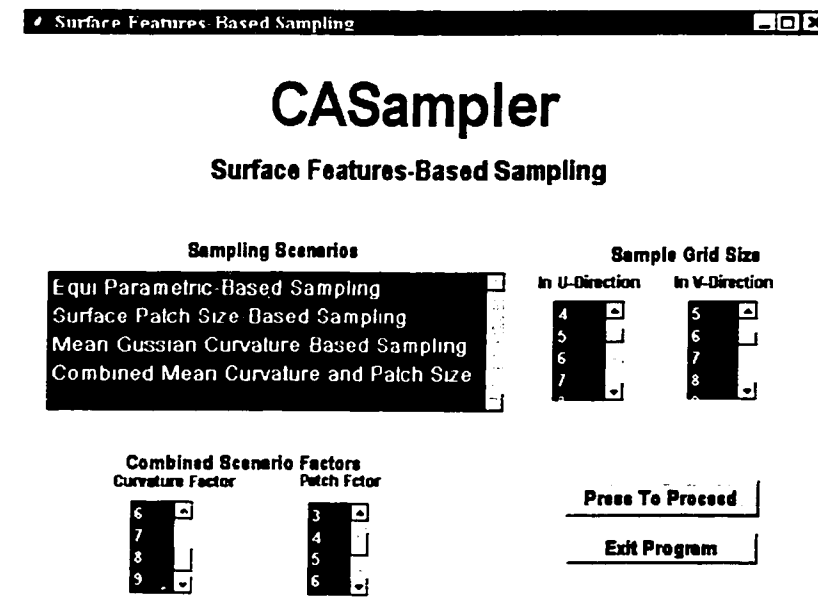 Surface Features-Based Sampling
CASampler
Surface Features-Based Sampling
Sampling Scenarios
Equi Parametric-Based Sampling
Surface Patch Size Based Sampling
Mean Gussian Curvature Based Sampling
Combined Mean Curvature and Patch Size
Sample Grid Size
In U-Direction
4
5
6
7
In V-Direction
5
6
7
8
Combined Scenario Factors
Curvature Factor
6
7
8
9
Patch Fctor
3
4
5
6
Press To Proceed
Exit Program